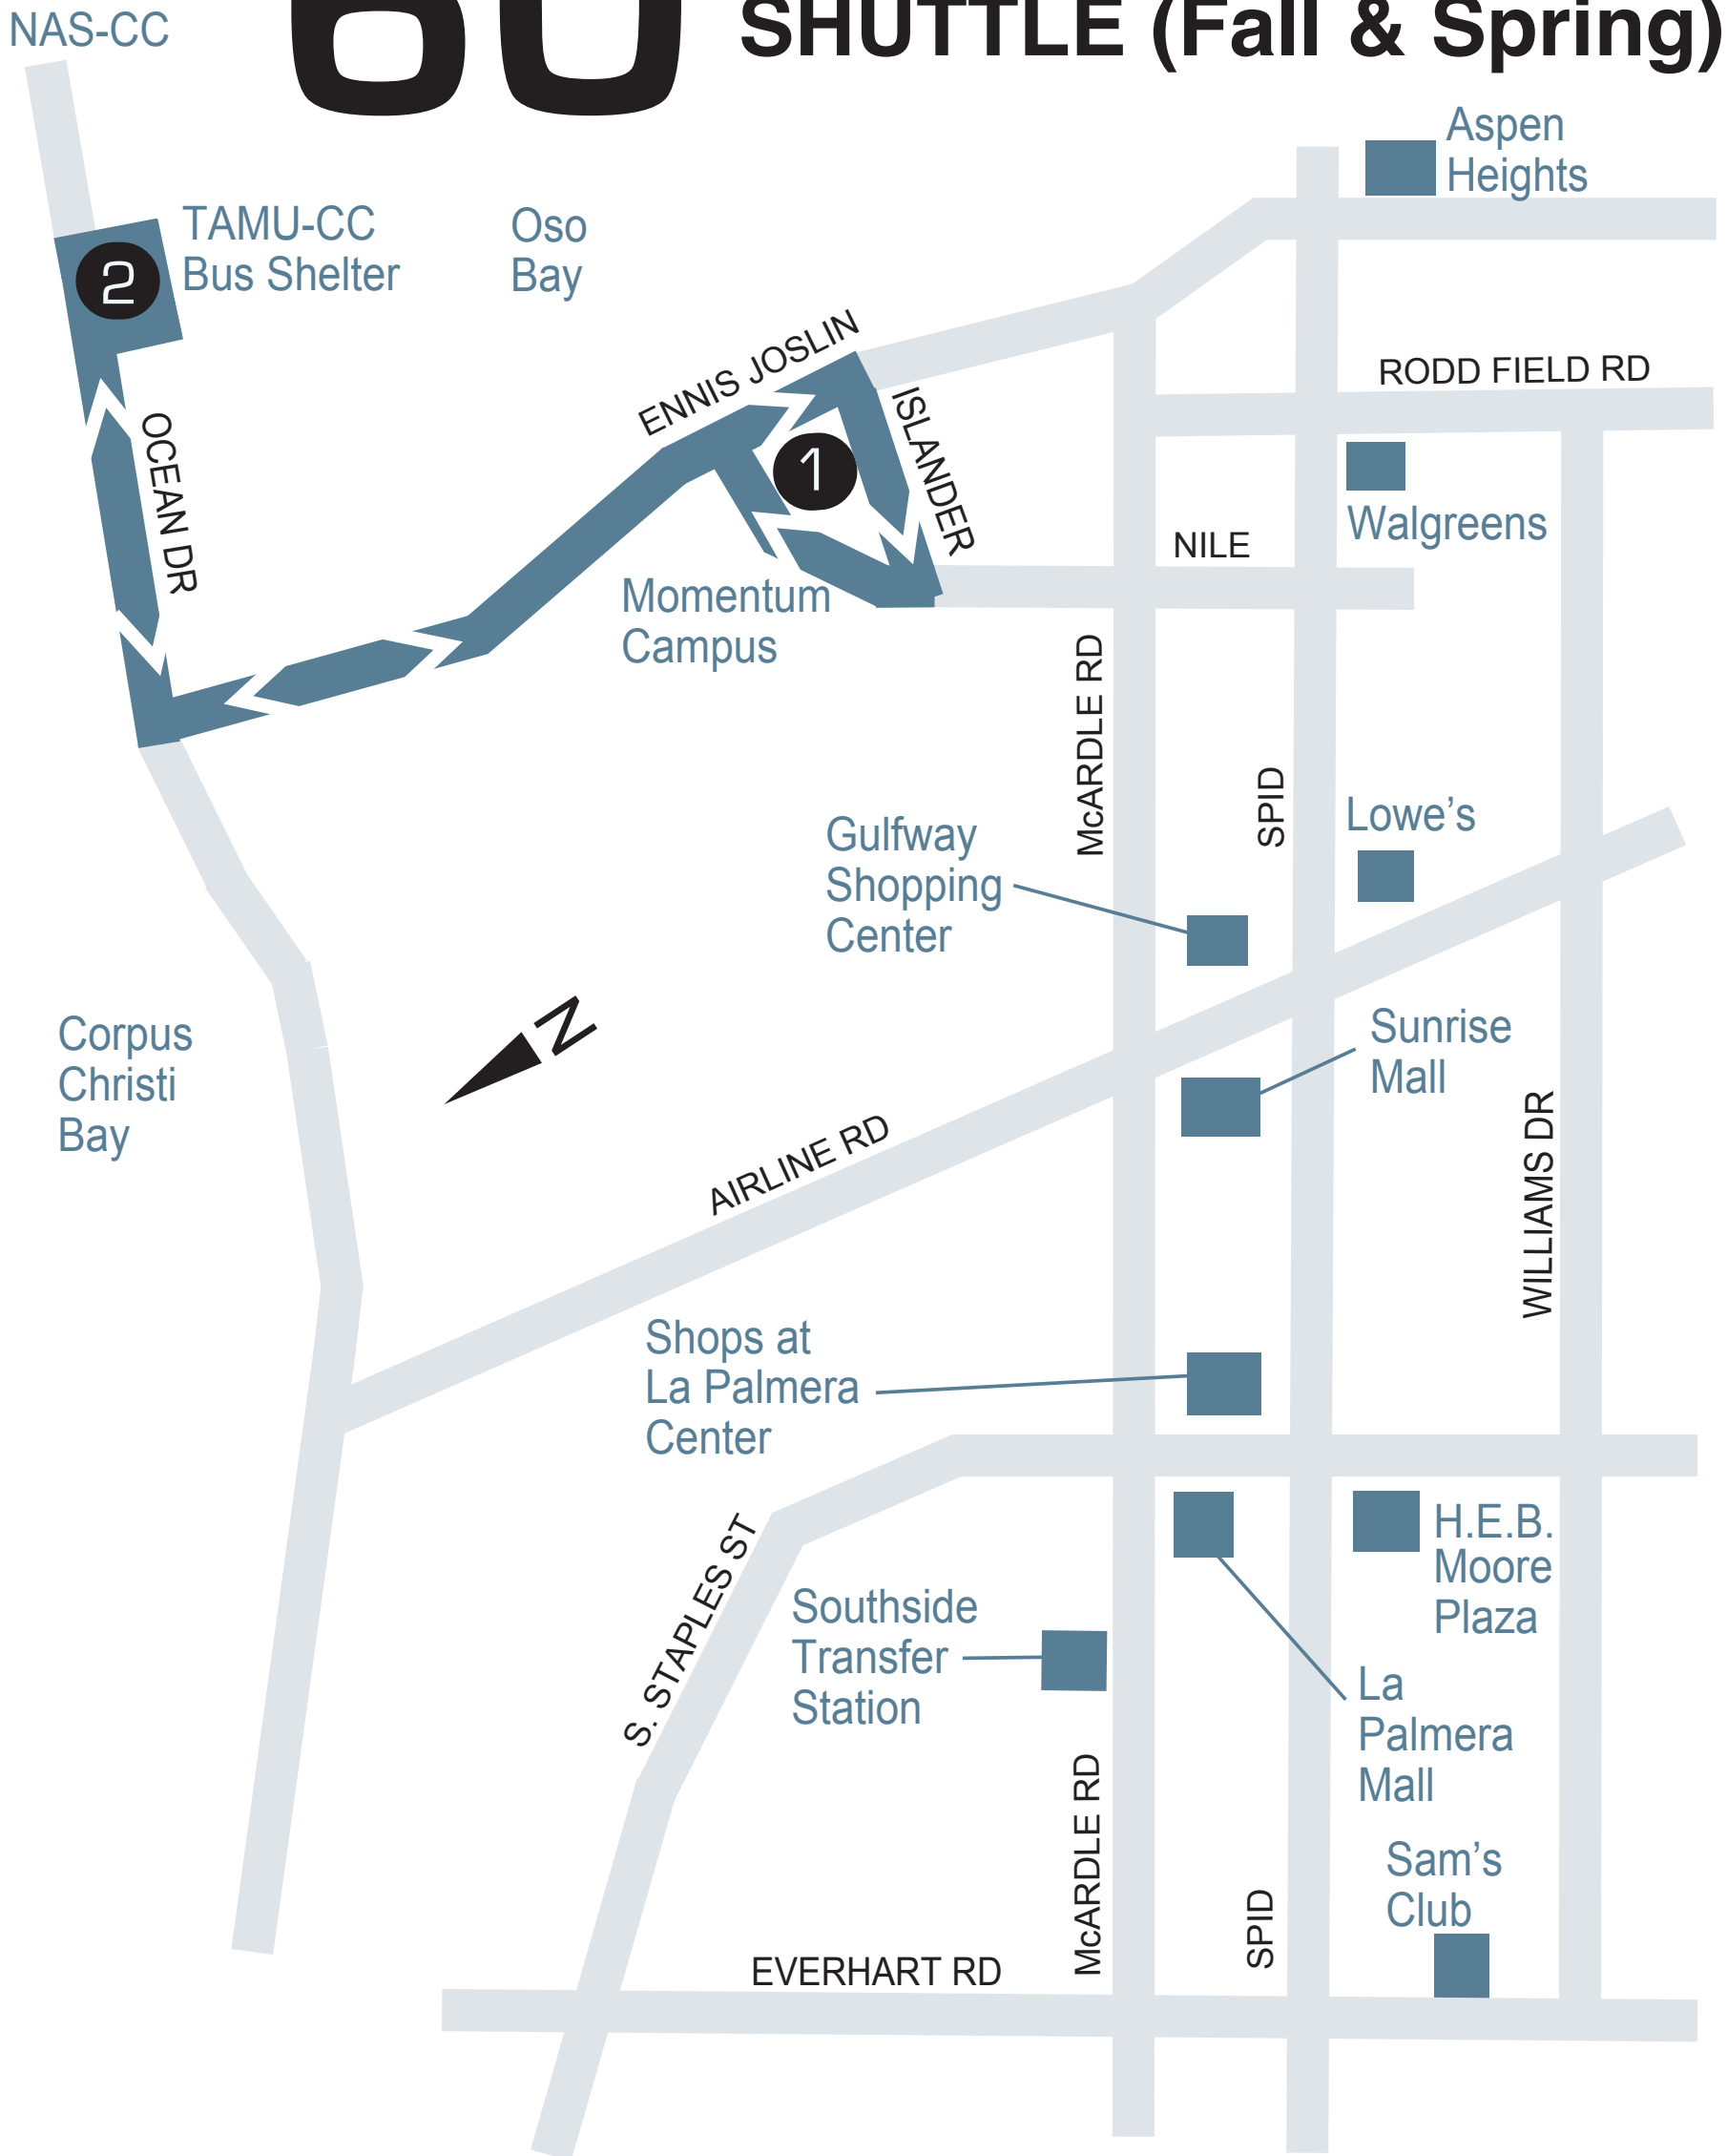 NAS-CC
60
SHUTTLE (Fall & Spring)
Aspen
Heights
TAMU-CC
Bus Shelter
2
Oso
Bay
ENNIS JOSLIN
ISLANDER
1
RODD FIELD RD
OCEAN DR
Walgreens
NILE
Momentum
Campus
McARDLE RD
SPID
Lowe's
Gulfway
Shopping
Center
N
Corpus
Christi
Bay
Sunrise
Mall
AIRLINE RD
WILLIAMS DR
Shops at
La Palmera
Center
S. STAPLES ST
H.E.B.
Moore
Plaza
Southside
Transfer
Station
La
Palmera
Mall
McARDLE RD
SPID
Sam's
Club
EVERHART RD